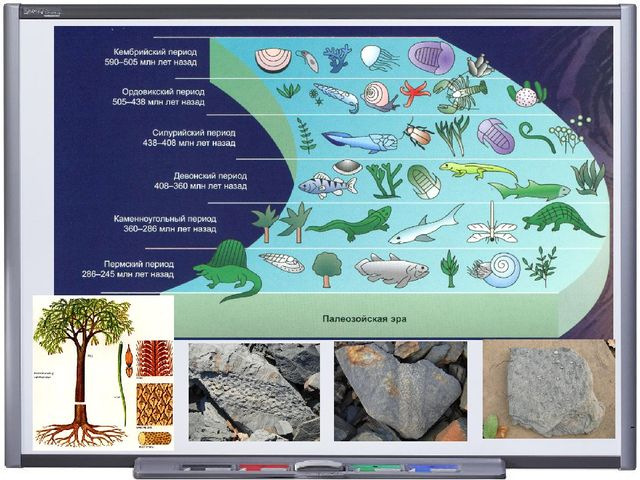 Кембрийский период
590–505 млн лет назад
Ордовикский период
505–438 млн лет назад
Силурийский период
438–408 млн лет назад
Девонский период
408–360 млн лет назад
Каменноугольный период
360–286 млн лет назад
Пермский период
286–245 млн лет назад
Палеозойская эра